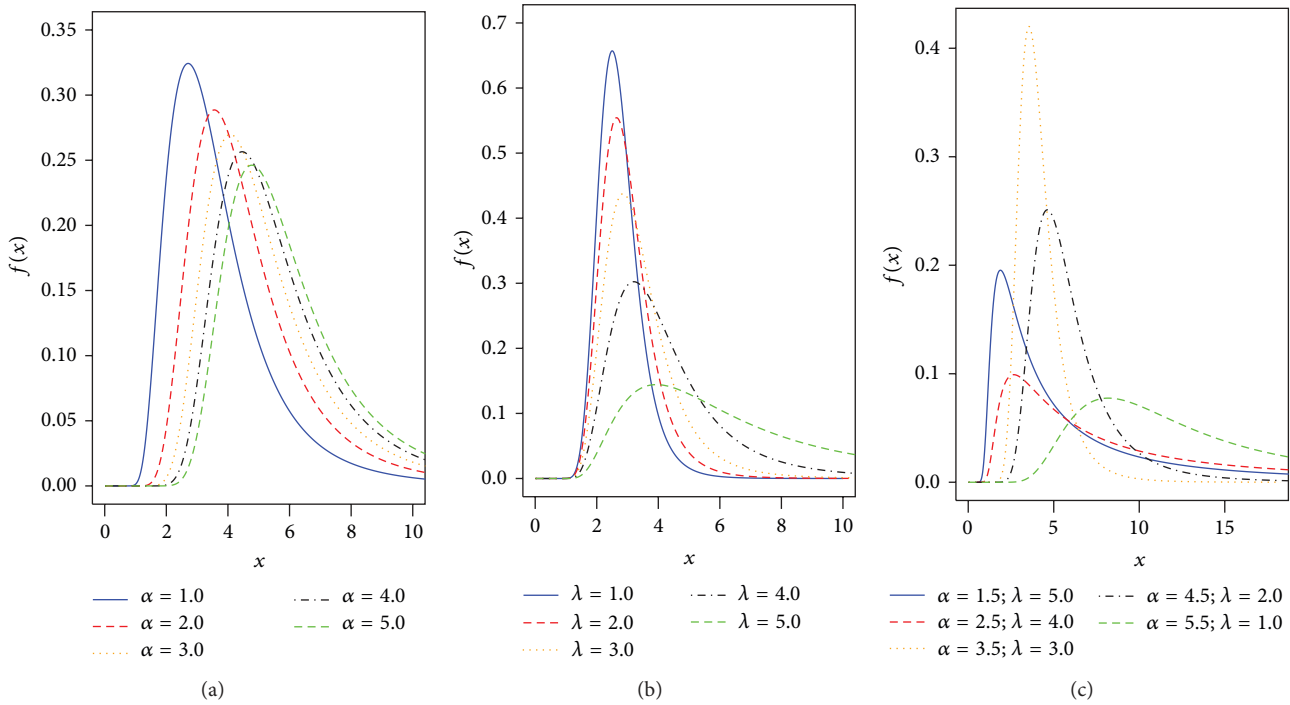 0.35
0.30
0.25
0.20
0.15
0.10
0.05
0.00
f(x)
0 2 4 6 8 10
x
α = 1.0
α = 2.0
α = 3.0
α = 4.0
α = 5.0
(a)
0.7
0.6
0.5
0.4
0.3
0.2
0.1
0.0
f(x)
0 2 4 6 8 10
x
λ = 1.0
λ = 2.0
λ = 3.0
λ = 4.0
λ = 5.0
(b)
0.4
0.3
0.2
0.1
0.0
f(x)
0 5 10 15
x
α = 1.5; λ = 5.0
α = 2.5; λ = 4.0
α = 3.5; λ = 3.0
α = 4.5; λ = 2.0
α = 5.5; λ = 1.0
(c)